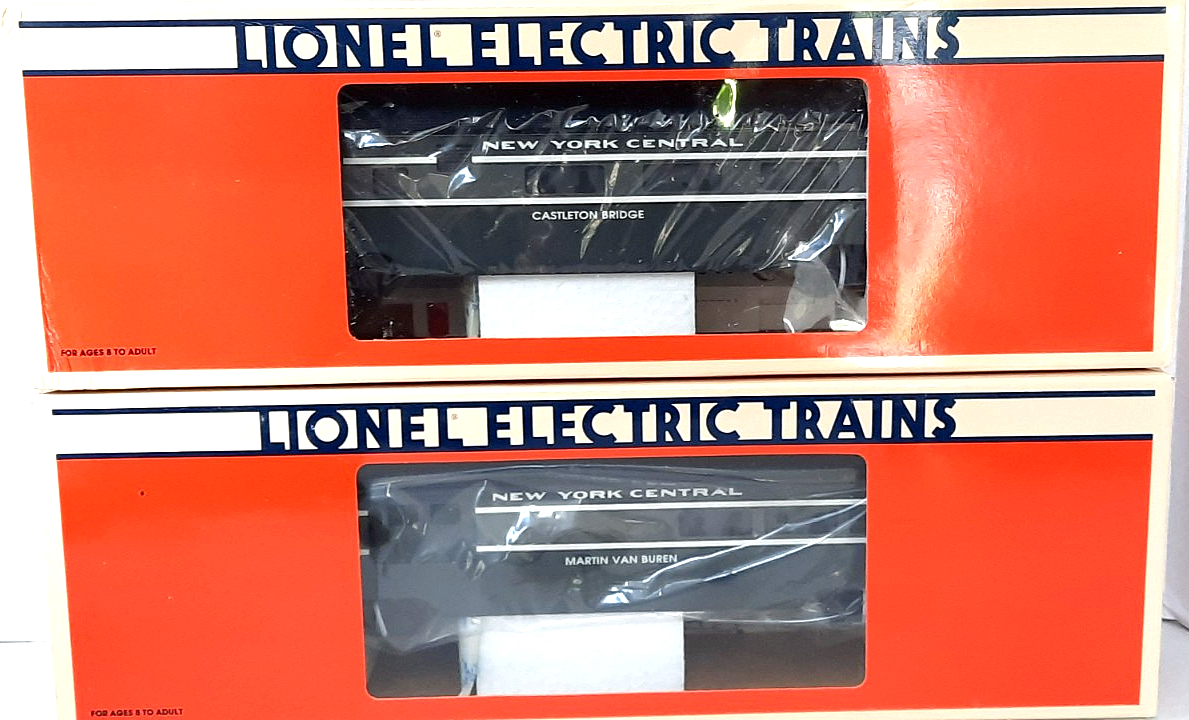 LIONEL® ELECTRIC TRAINS
NEW YORK CENTRAL
CASTLETON BRIDGE
FOR AGES 8 TO ADULT
LIONEL® ELECTRIC TRAINS
NEW YORK CENTRAL
MARTIN VAN BUREN
FOR AGES 8 TO ADULT